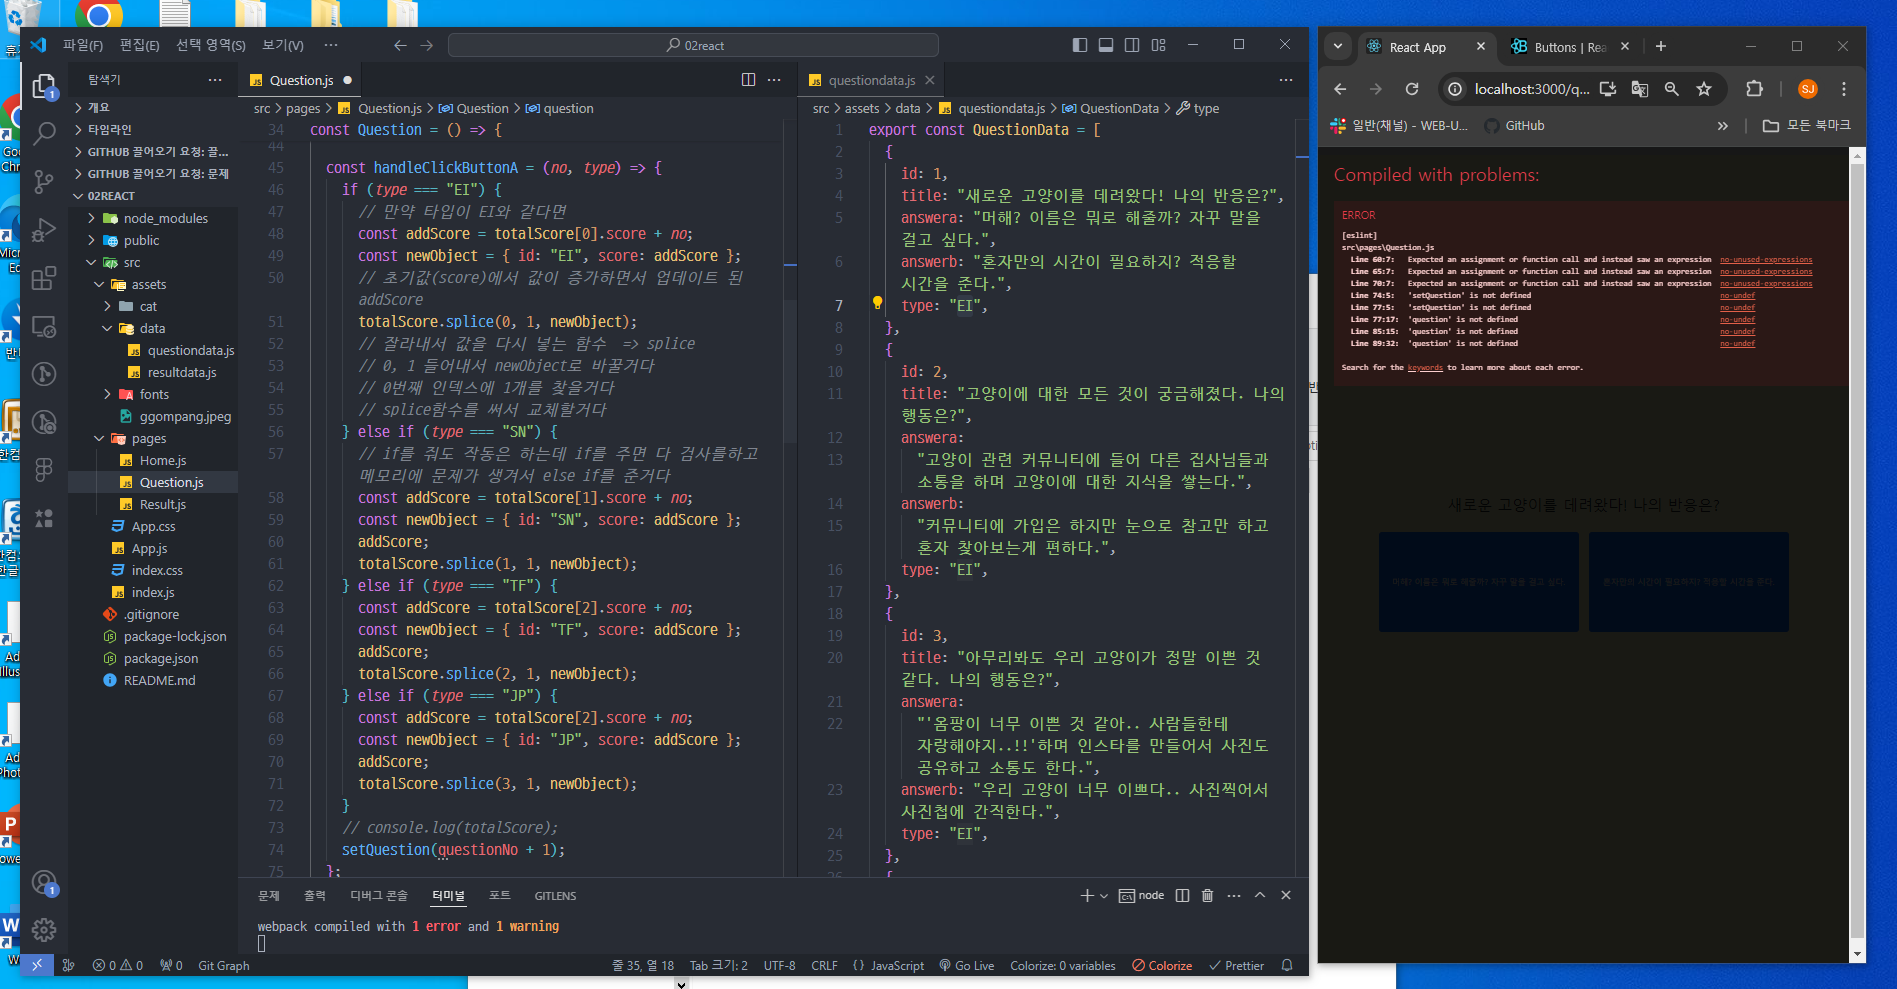 파일(F) 편집(E) 선택 영역(S) 보기(V) ··· 02react
탐색기 ···
개요
타임라인
GITHUB 끌어오기 요청: 끌...
GITHUB 끌어오기 요청: 문제
02REACT
node_modules
public
src
assets
cat
data
questiondata.js
resultdata.js
fonts
ggompang.jpeg
pages
Home.js
Question.js
Result.js
App.css
App.js
index.css
index.js
.gitignore
package-lock.json
package.json
README.md
Question.js
src > pages > Question.js > Question > question
34 const Question = () => {
44
45 const handleClickButtonA = (no, type) => {
46 if (type === "EI") {
47 // 만약 타입이 EI와 같다면
48 const addScore = totalScore[0].score + no;
49 const newObject = { id: "EI", score: addScore };
50 // 초기값(score)에서 값이 증가하면서 업데이트 된
addScore
51 totalScore.splice(0, 1, newObject);
52 // 잘라내서 값을 다시 넣는 함수 => splice
53 // 0, 1 들어내서 newObject로 바꿀거다
54 // 0번째 인덱스에 1개를 찾을거다
55 // splice함수를 써서 교체할거다
56 } else if (type === "SN") {
57 // if를 줘도 작동은 하는데 if를 주면 다 검사를하고
메모리에 문제가 생겨서 else if를 준거다
58 const addScore = totalScore[1].score + no;
59 const newObject = { id: "SN", score: addScore };
60 addScore;
61 totalScore.splice(1, 1, newObject);
62 } else if (type === "TF") {
63 const addScore = totalScore[2].score + no;
64 const newObject = { id: "TF", score: addScore };
65 addScore;
66 totalScore.splice(2, 1, newObject);
67 } else if (type === "JP") {
68 const addScore = totalScore[2].score + no;
69 const newObject = { id: "JP", score: addScore };
70 addScore;
71 totalScore.splice(3, 1, newObject);
72 }
73 // console.log(totalScore);
74 setQuestion(questionNo + 1);
75 };
questiondata.js
src > assets > data > questiondata.js > QuestionData > type
1 export const QuestionData = [
2 {
3 id: 1,
4 title: "새로운 고양이를 데려왔다! 나의 반응은?",
5 answera: "머해? 이름은 뭐로 해줄까? 자꾸 말을
걸고 싶다.",
6 answerb: "혼자만의 시간이 필요하지? 적응할
시간을 준다.",
7 type: "EI",
8 },
9 {
10 id: 2,
11 title: "고양이에 대한 모든 것이 궁금해졌다. 나의
행동은?",
12 answera:
13 "고양이 관련 커뮤니티에 들어 다른 집사님들과
소통을 하며 고양이에 대한 지식을 쌓는다.",
14 answerb:
15 "커뮤니티에 가입은 하지만 눈으로 참고만 하고
혼자 찾아보는게 편하다.",
16 type: "EI",
17 },
18 {
19 id: 3,
20 title: "아무리봐도 우리 고양이가 정말 이쁜 것
같다. 나의 행동은?",
21 answera:
22 "'옴팡이 너무 이쁜 것 같아.. 사람들한테
자랑해야지..!!'하며 인스타를 만들어서 사진도
공유하고 소통도 한다.",
23 answerb: "우리 고양이 너무 이쁘다.. 사진찍어서
사진첩에 간직한다.",
24 type: "EI",
25 },
문제 출력 디버그 콘솔 터미널 포트 GITLENS
node
webpack compiled with 1 error and 1 warning
0 0 0 Git Graph 줄 35, 열 18 Tab 크기: 2 UTF-8 CRLF {} JavaScript Go Live Colorize: 0 variables Colorize Prettier
React App Buttons | Rea
localhost:3000/q...
SJ
일반(채널) - WEB-U... GitHub » 모든 북마크
Compiled with problems:
ERROR
[eslint]
src\pages\Question.js
Line 60:7: Expected an assignment or function call and instead saw an expression no-unused-expressions
Line 65:7: Expected an assignment or function call and instead saw an expression no-unused-expressions
Line 70:7: Expected an assignment or function call and instead saw an expression no-unused-expressions
Line 74:5: 'setQuestion' is not defined no-undef
Line 77:5: 'setQuestion' is not defined no-undef
Line 77:17: 'question' is not defined no-undef
Line 85:15: 'question' is not defined no-undef
Line 89:32: 'question' is not defined no-undef
Search for the keywords to learn more about each error.
새로운 고양이를 데려왔다! 나의 반응은?